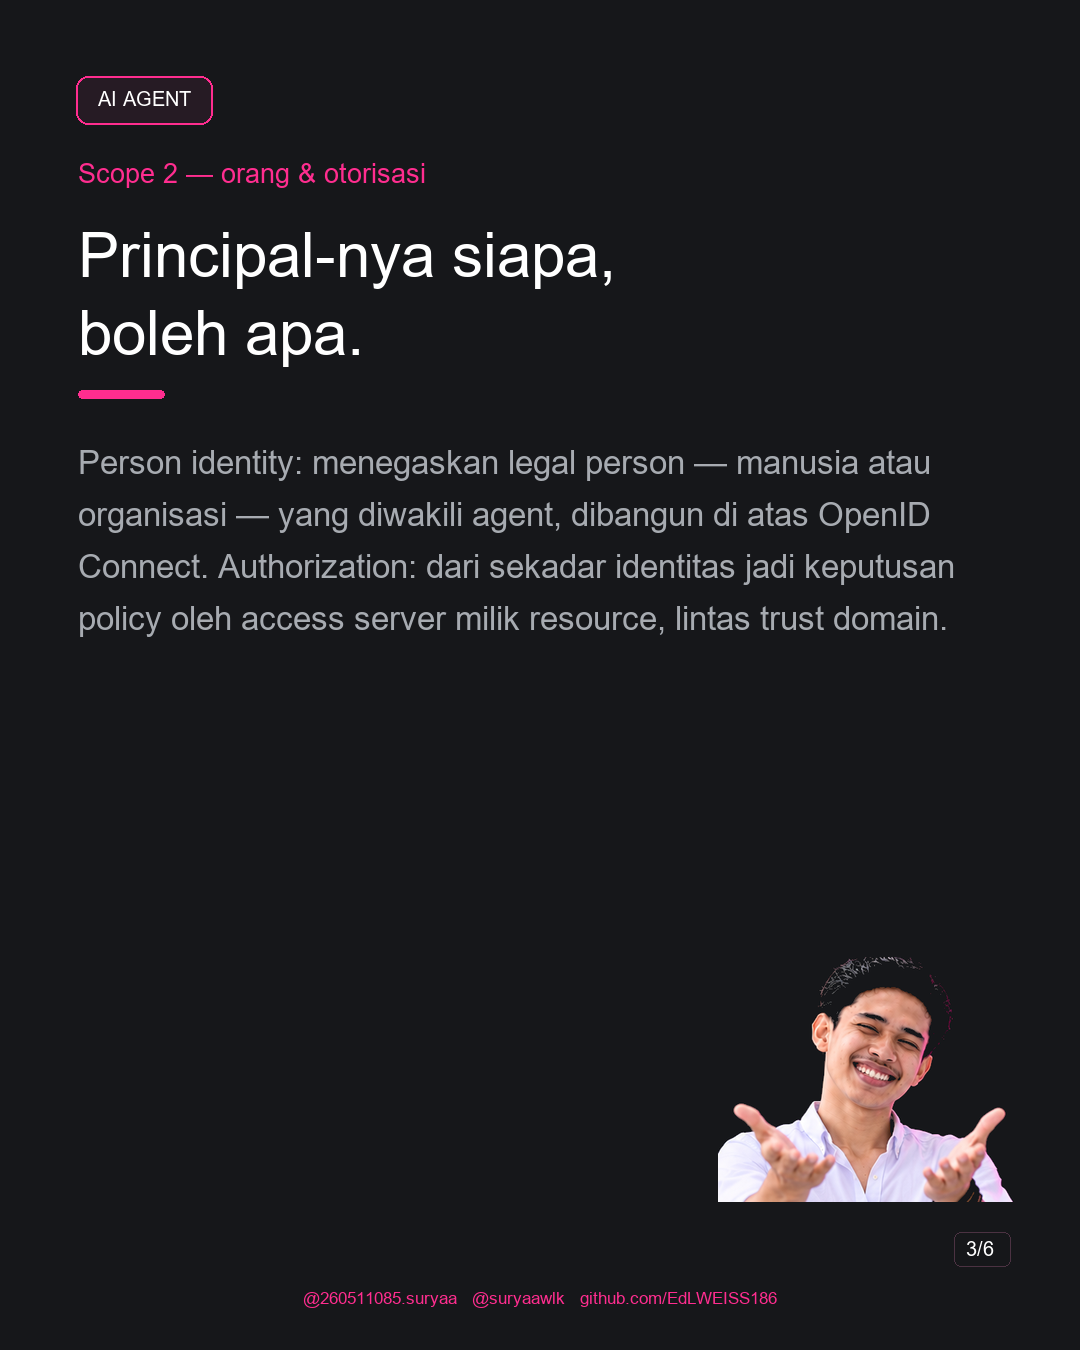 AI AGENT
Scope 2 — orang & otorisasi
Principal-nya siapa,
boleh apa.
Person identity: menegaskan legal person — manusia atau
organisasi — yang diwakili agent, dibangun di atas OpenID
Connect. Authorization: dari sekadar identitas jadi keputusan
policy oleh access server milik resource, lintas trust domain.
3/6
@260511085.suryaa @suryaawlk github.com/EdLWEISS186